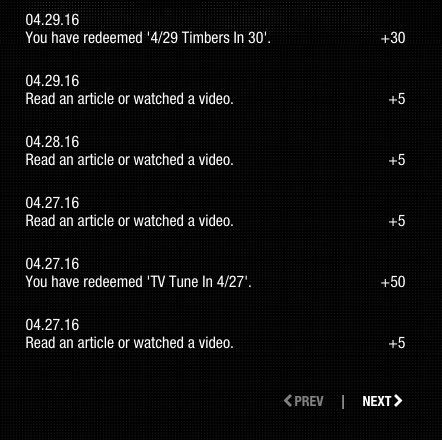 04.29.16
You have redeemed '4/29 Timbers In 30'. +30
04.29.16
Read an article or watched a video. +5
04.28.16
Read an article or watched a video. +5
04.27.16
Read an article or watched a video. +5
04.27.16
You have redeemed 'TV Tune In 4/27'. +50
04.27.16
Read an article or watched a video. +5
PREV | NEXT